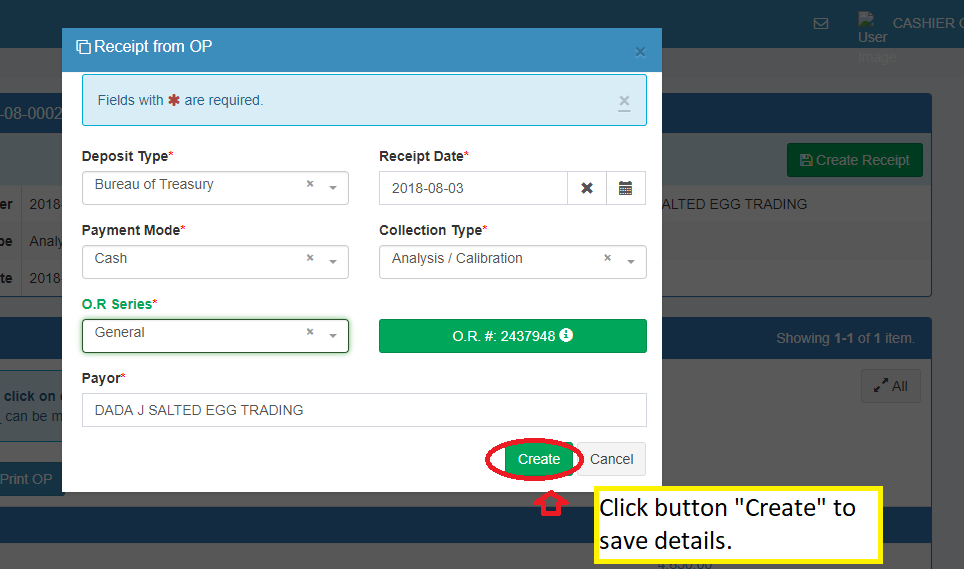 CASHIER
User
Image
Receipt from OP
×
Fields with * are required.
×
-08-0002
Deposit Type*
Receipt Date*
Create Receipt
Bureau of Treasury ×
2018-08-03
er 2018-
ALTED EGG TRADING
Payment Mode*
Collection Type*
pe Analy
Cash ×
Analysis / Calibration ×
te 2018-
O.R Series*
General ×
O.R. #: 2437948
Showing 1-1 of 1 item.
Payor*
click on
All
DADA J SALTED EGG TRADING
can be m
Create
Cancel
Print OP
Click button "Create" to
save details.